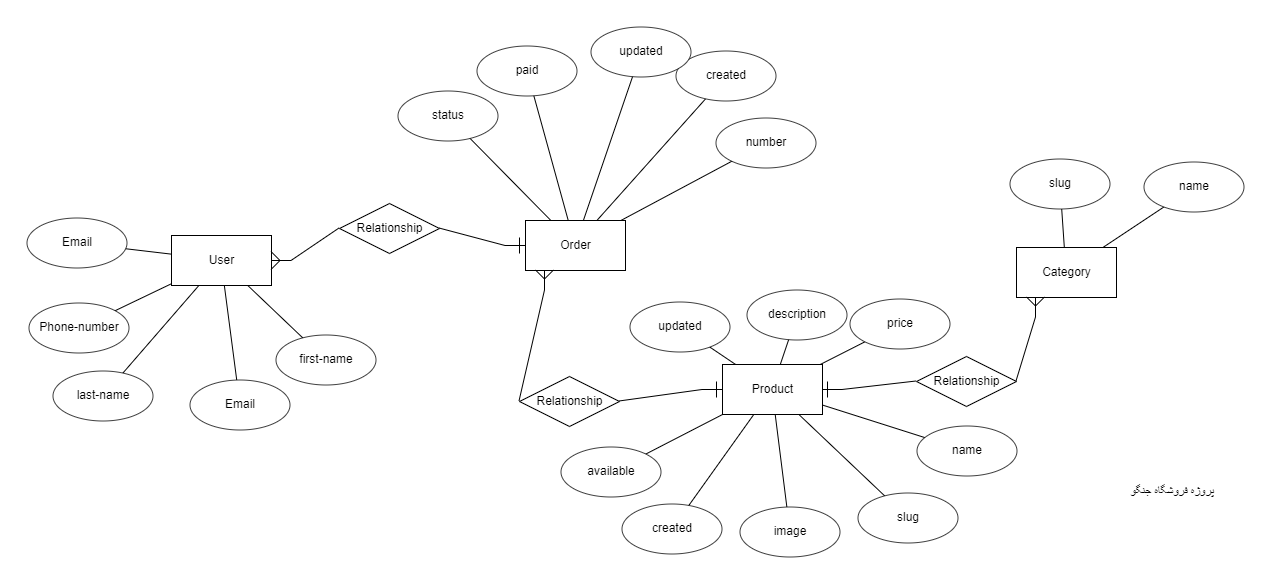 updated
paid
created
status
number
slug
name
Relationship
Email
User
Order
Category
Phone-number
updated
description
price
first-name
last-name
Email
Relationship
Product
Relationship
available
name
created
image
slug
پروژه فروشگاه جنگو